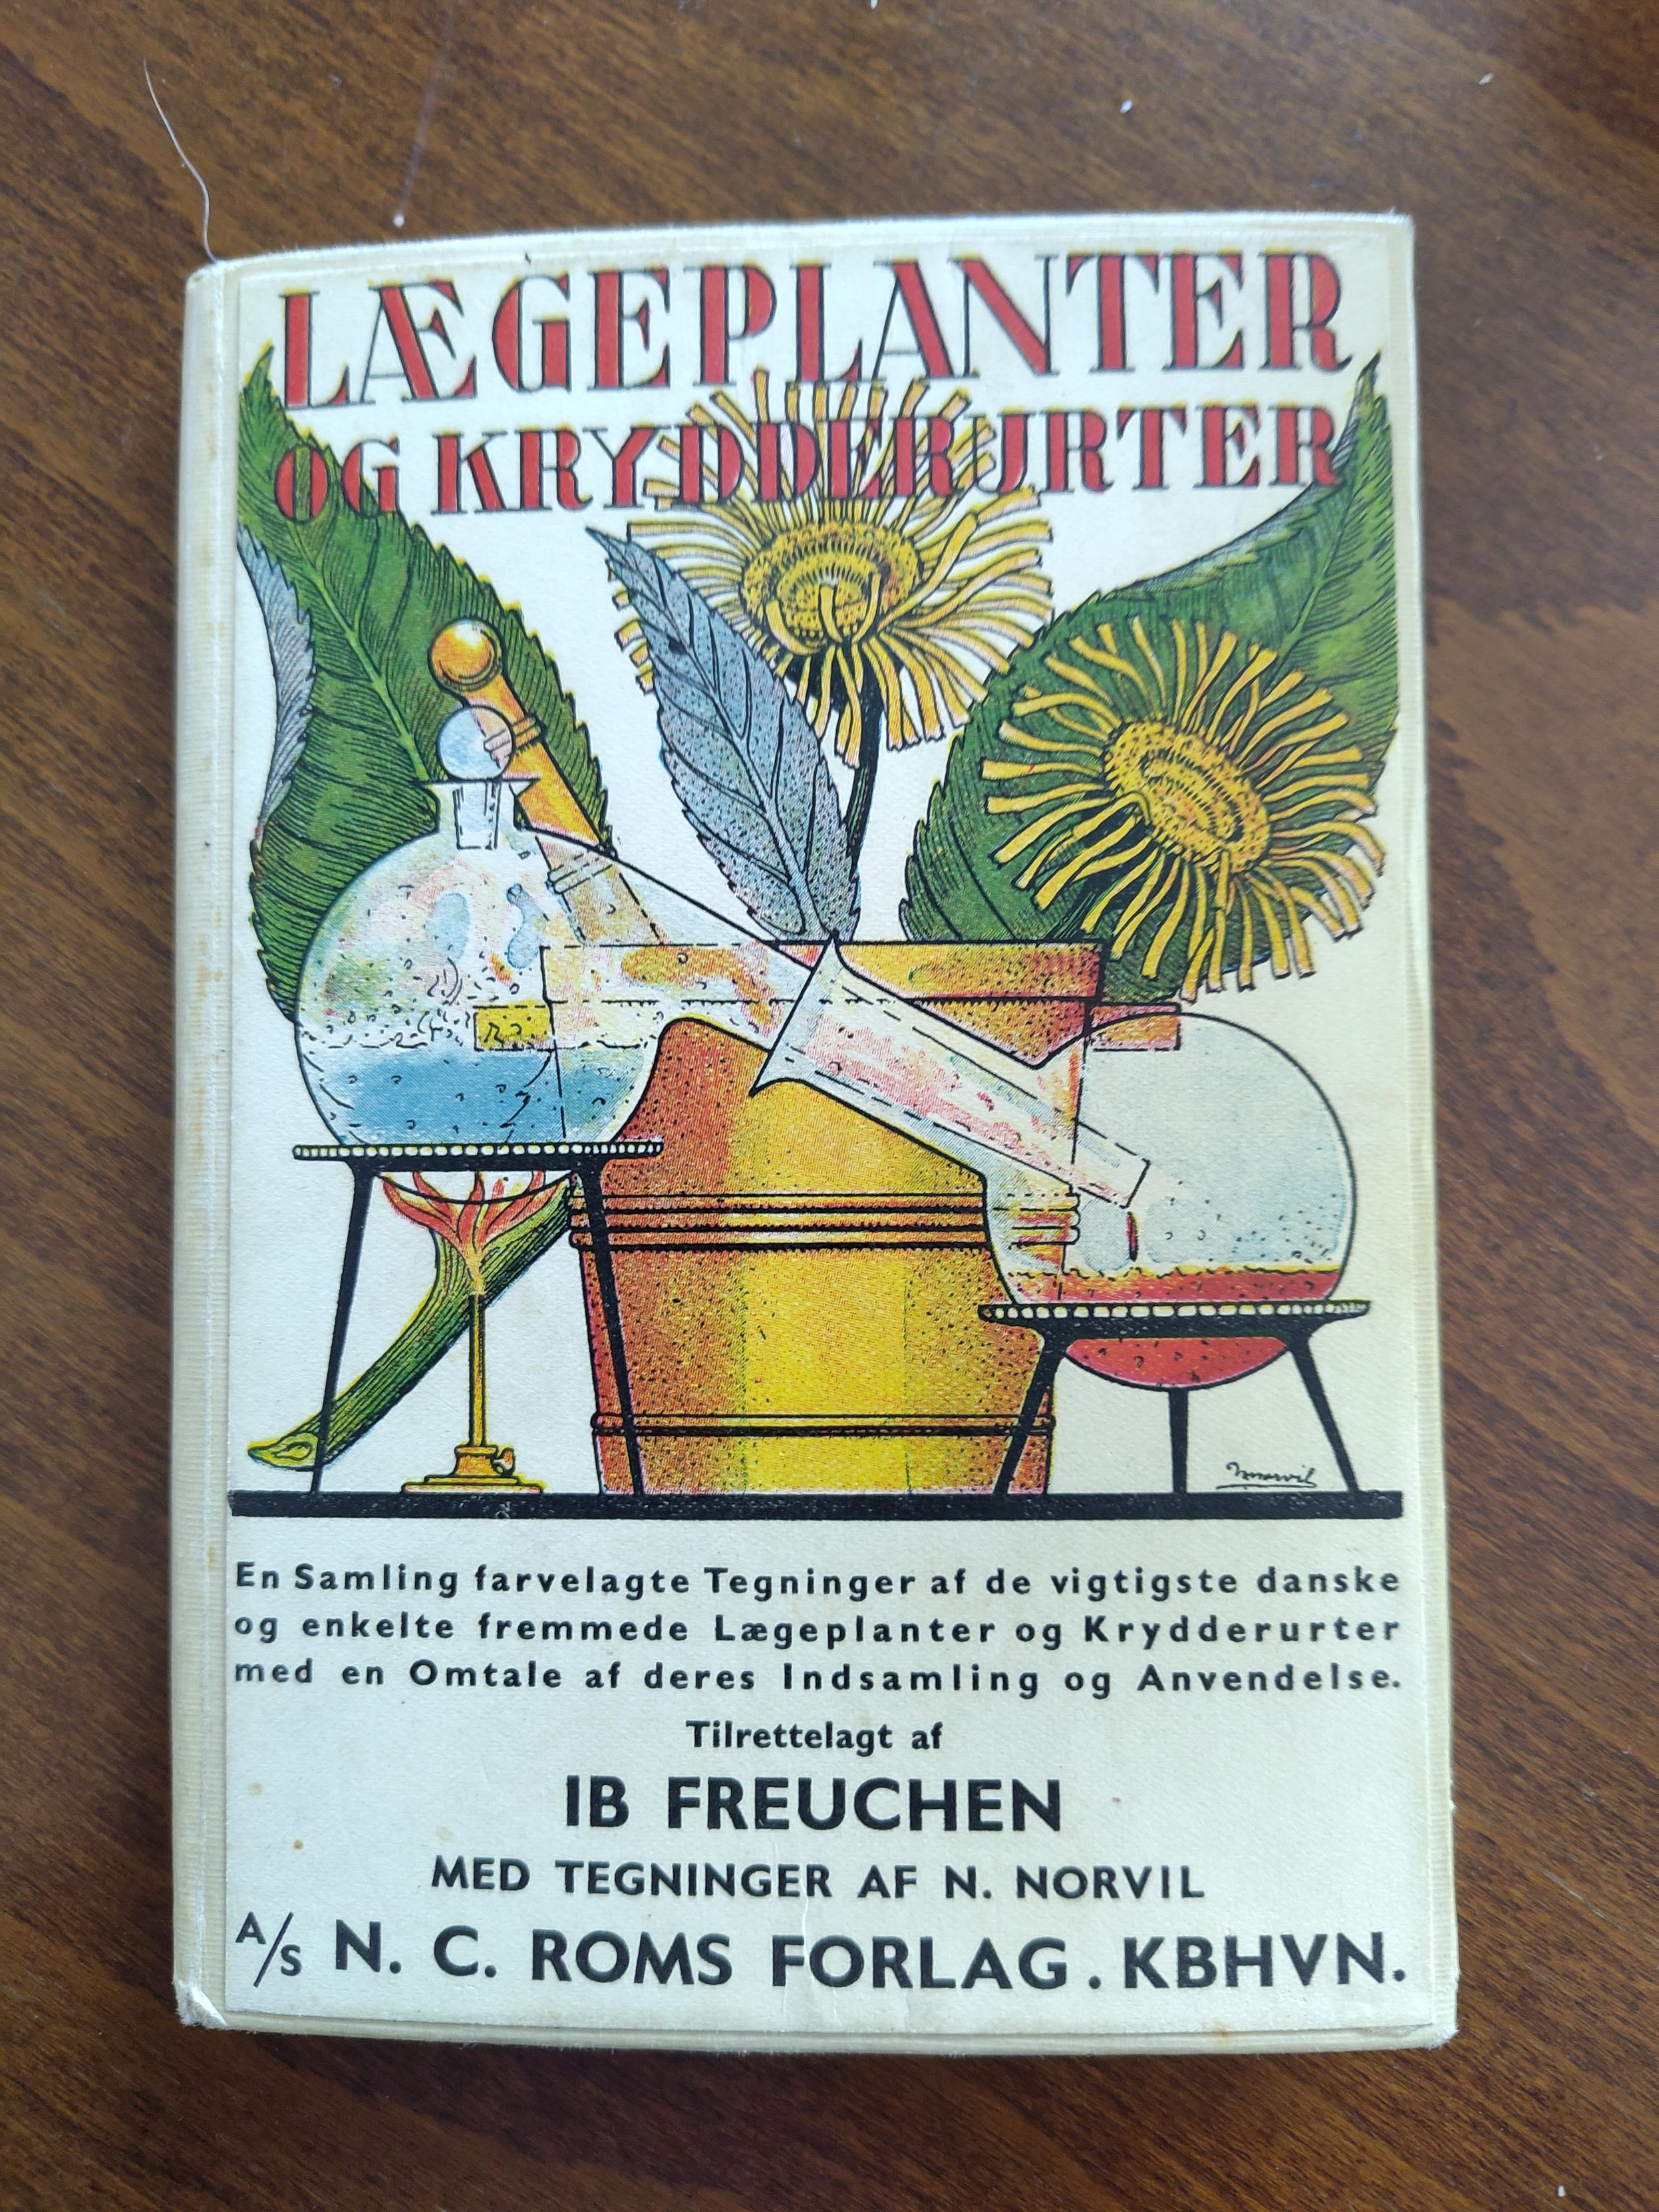 LÆGEPLANTER
OG KRYDDERURTER
Nnorvil
En Samling farvelagte Tegninger af de vigtigste danske
og enkelte fremmede Lægeplanter og Krydderurter
med en Omtale af deres Indsamling og Anvendelse.
Tilrettelagt af
IB FREUCHEN
MED TEGNINGER AF N. NORVIL
A/S N. C. ROMS FORLAG. KBHVN.